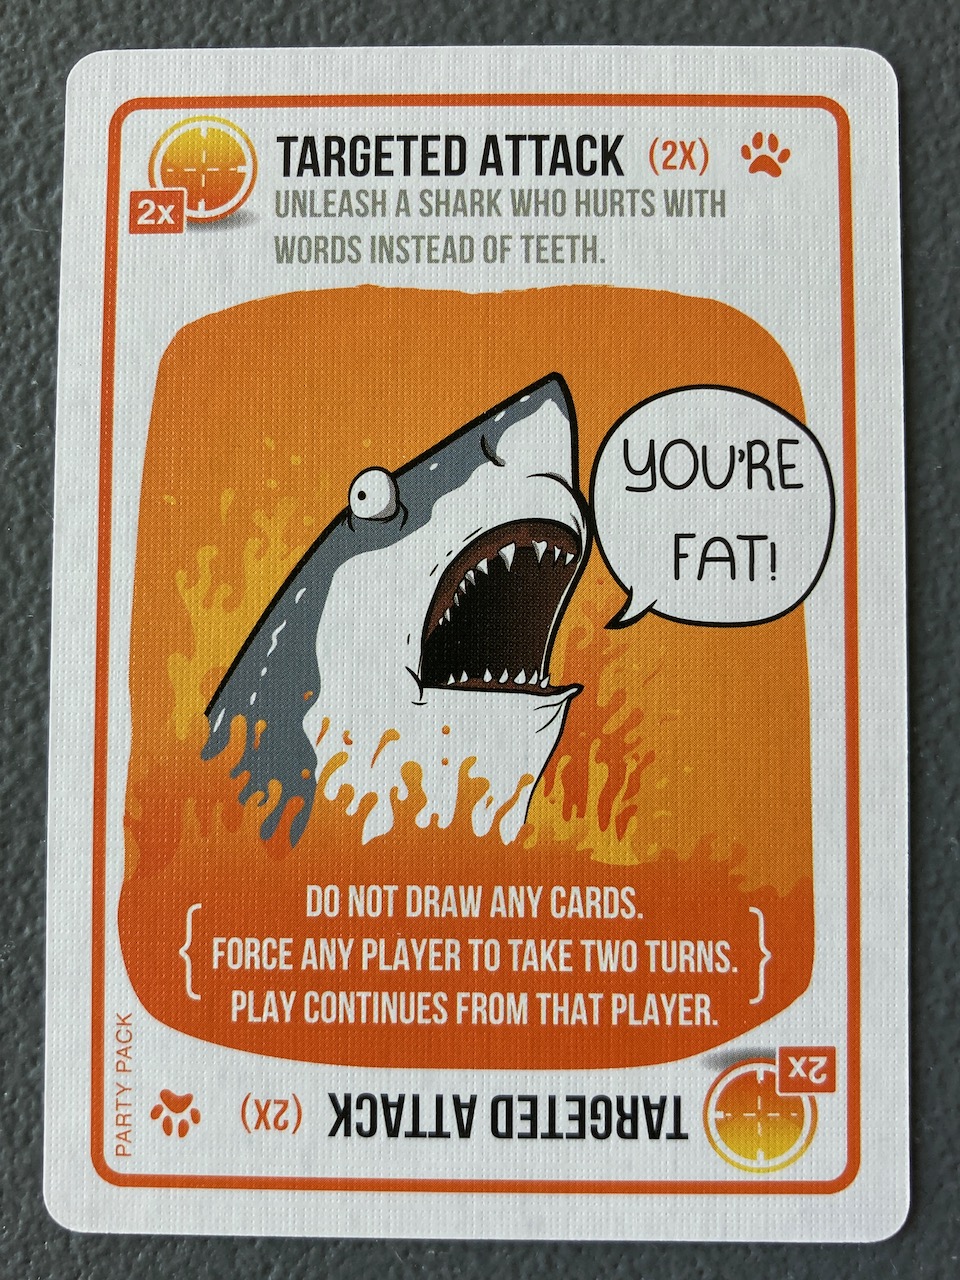 TARGETED ATTACK (2X)
2x
UNLEASH A SHARK WHO HURTS WITH
WORDS INSTEAD OF TEETH.
YOU'RE
FAT!
DO NOT DRAW ANY CARDS.
FORCE ANY PLAYER TO TAKE TWO TURNS.
PLAY CONTINUES FROM THAT PLAYER.
PARTY PACK
2x
TARGETED ATTACK (2X)